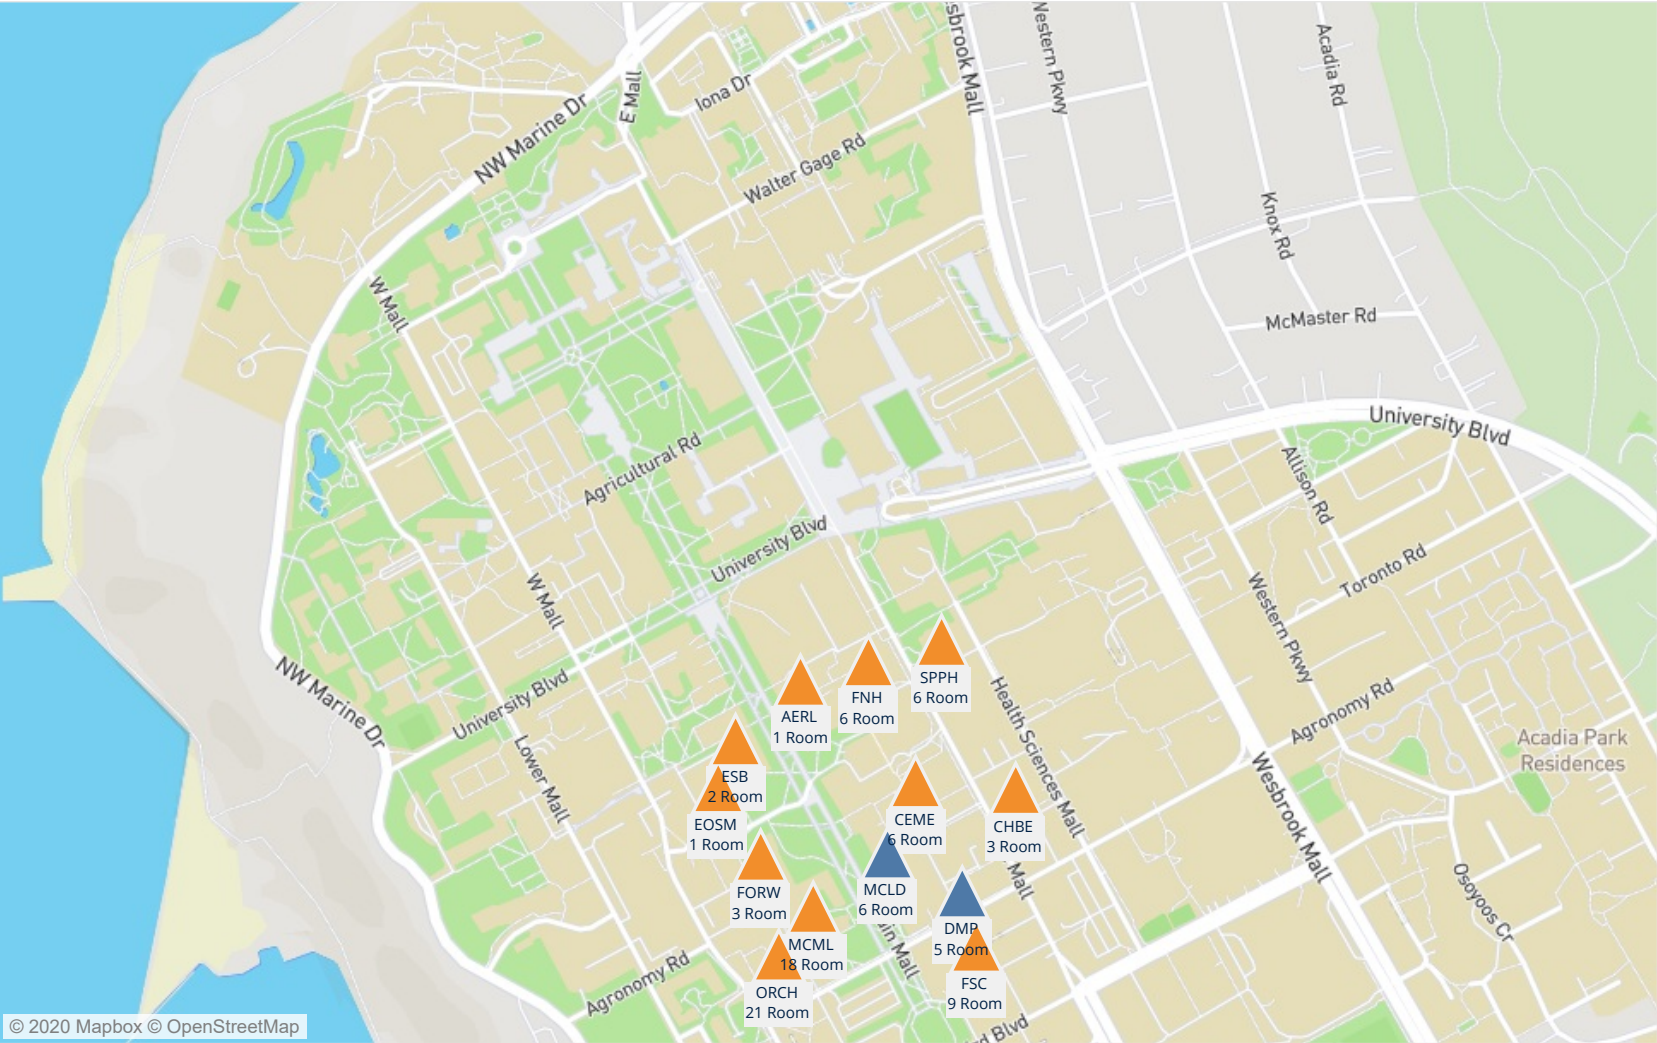 sbrook Mall
Western Pkwy
Acadia Rd
E Mall
Iona Dr
NW Marine Dr
Walter Gage Rd
Knox Rd
W Mall
McMaster Rd
University Blvd
Agricultural Rd
Allison Rd
University Blvd
Toronto Rd
W Mall
Western Pkwy
NW Marine Dr
University Blvd
Health Sciences Mall
Agronomy Rd
Acadia Park
Residences
Lower Mall
Wesbrook Mall
SPPH
6 Room
FNH
6 Room
AERL
1 Room
ESB
2 Room
EOSM
1 Room
CEME
6 Room
CHBE
3 Room
FORW
3 Room
MCLD
6 Room
Mall
Osoyoos Cr
DMP
5 Room
MCML
18 Room
in Mall
Agronomy Rd
ORCH
21 Room
FSC
9 Room
rd Blvd
© 2020 Mapbox © OpenStreetMap